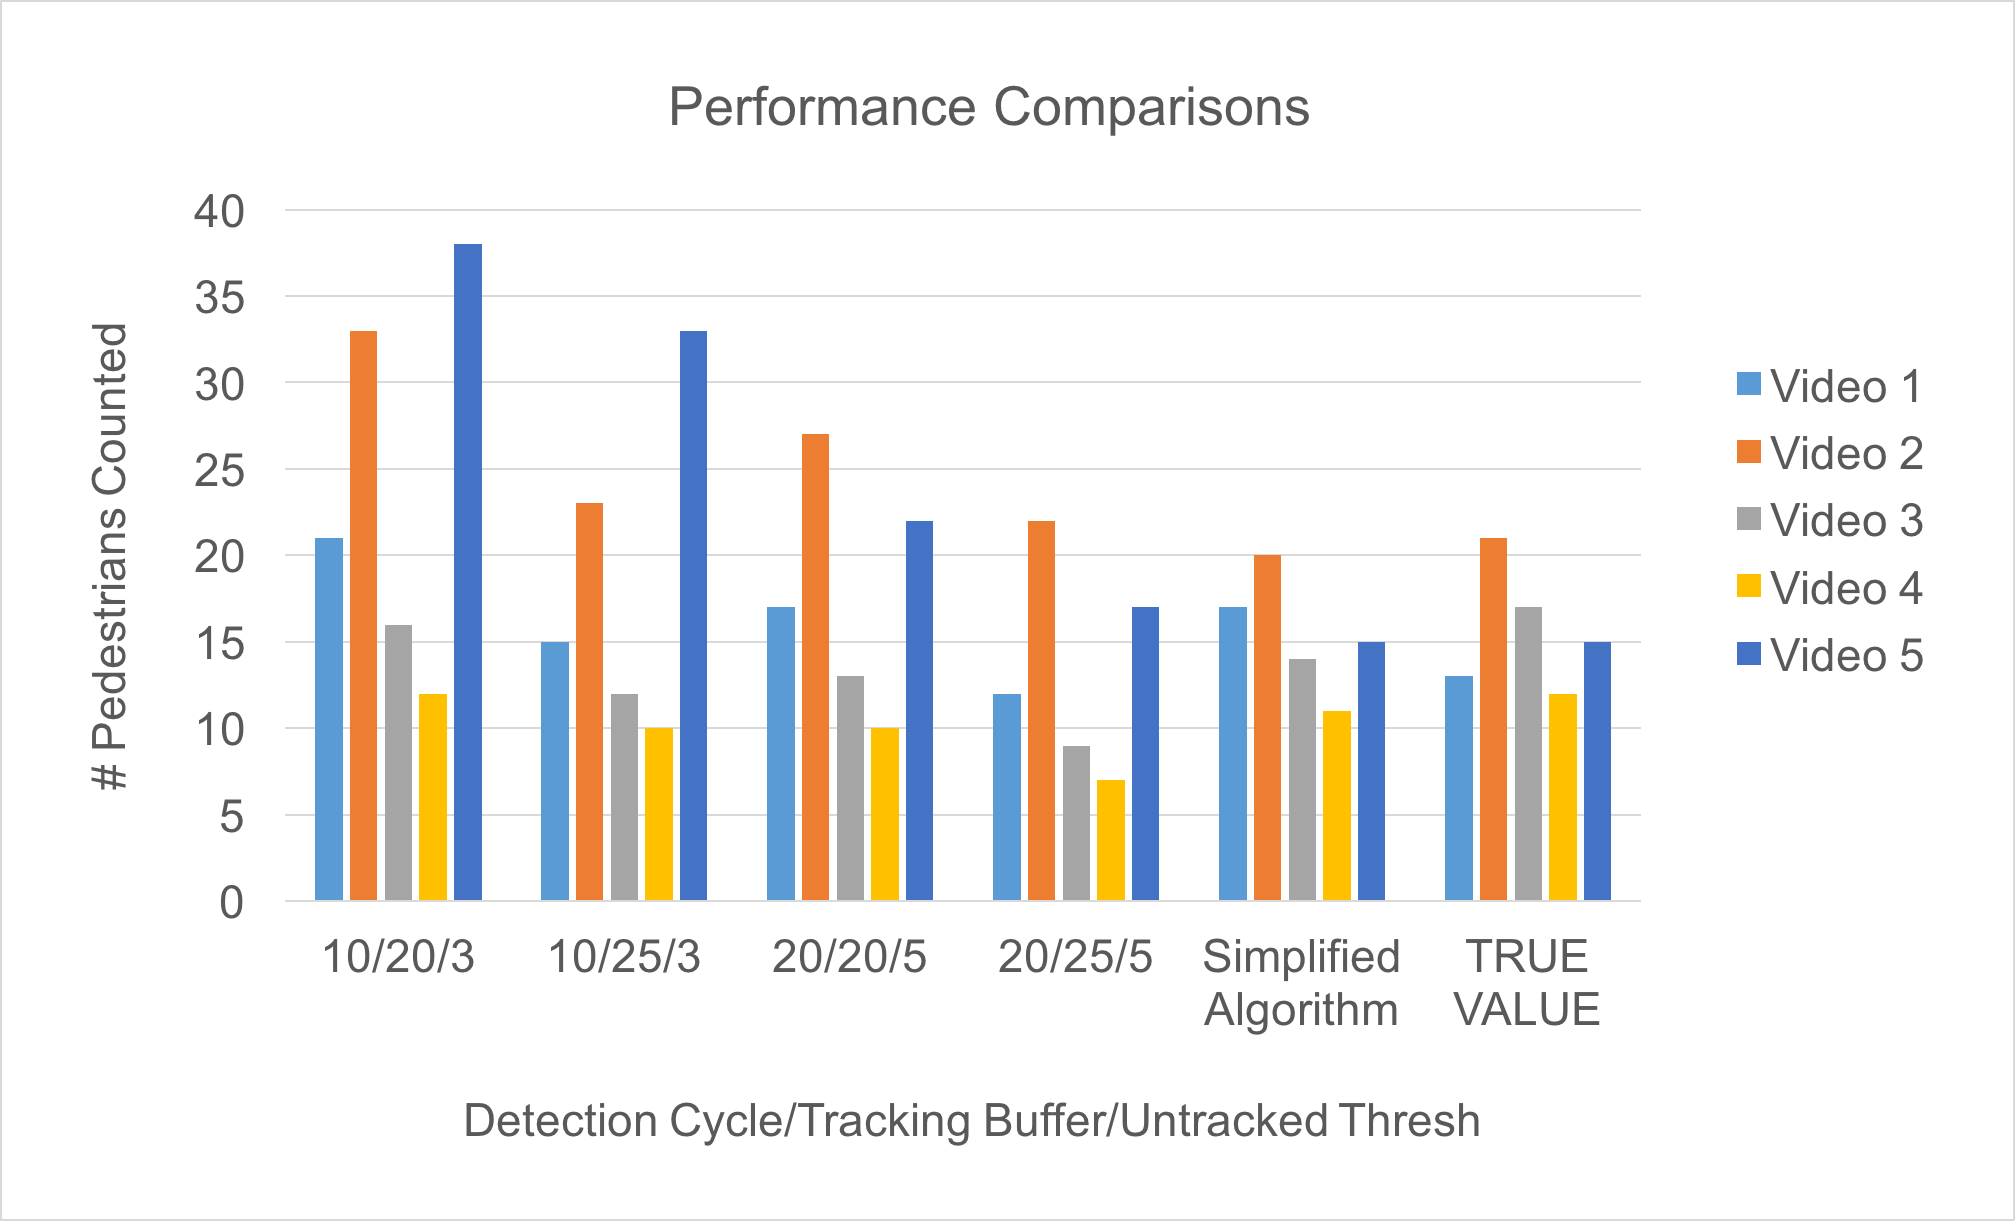 Performance Comparisons
40
35
30
25
20
15
10
5
0
# Pedestrians Counted
10/20/3
10/25/3
20/20/5
20/25/5
Simplified
Algorithm
TRUE
VALUE
Detection Cycle/Tracking Buffer/Untracked Thresh
Video 1
Video 2
Video 3
Video 4
Video 5